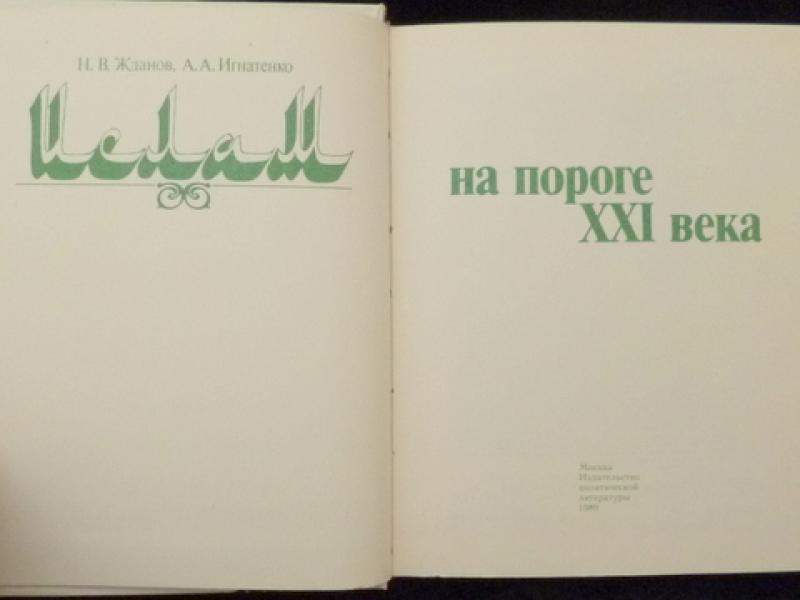 Н. В. Жданов, А. А. Игнатенко
Ислам
на пороге
XXI века
Москва
Издательство
политической
литературы
1989